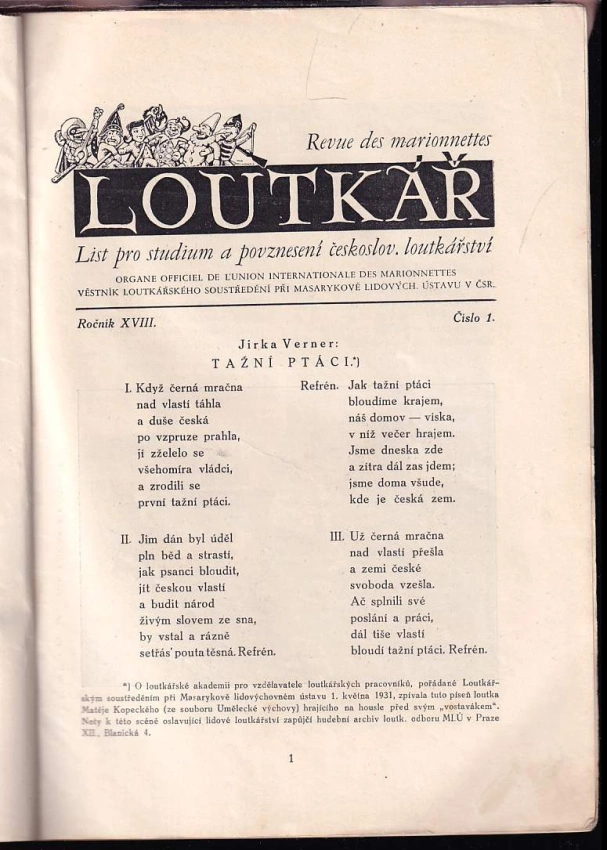 Revue des marionnettes
LOUTKÁŘ
List pro studium a povznesení českoslov. loutkářství
ORGANE OFFICIEL DE L'UNION INTERNATIONALE DES MARIONNETTES
VĚSTNÍK LOUTKÁŘSKÉHO SOUSTŘEDĚNÍ PŘI MASARYKOVĚ LIDOVÝCH. ÚSTAVU V ČSR.
Ročník XVIII. Číslo 1.
Jirka Verner:
TAŽNÍ PTÁCI.*)
I. Když černá mračna
nad vlastí táhla
a duše česká
po vzpruze prahla,
jí zželelo se
všehomíra vládci,
a zrodili se
první tažní ptáci.
Refrén. Jak tažní ptáci
bloudíme krajem,
náš domov — víska,
v níž večer hrajem.
Jsme dneska zde
a zítra dál zas jdem;
jsme doma všude,
kde je česká zem.
II. Jim dán byl úděl
pln běd a strastí,
jak psanci bloudit,
jít českou vlastí
a budit národ
živým slovem ze sna,
by vstal a rázně
setřás' pouta těsná. Refrén.
III. Už černá mračna
nad vlastí přešla
a zemi české
svoboda vzešla.
Ač splnili své
poslání a práci,
dál tiše vlastí
bloudí tažní ptáci. Refrén.
*) O loutkářské akademii pro vzdělavatele loutkářských pracovníků, pořádané Loutkář-
ským soustředěním při Masarykově lidovýchovném ústavu 1. května 1931, zpívala tuto píseň loutka
Matěje Kopeckého (ze souboru Umělecké výchovy) hrajícího na housle před svým „vostavákem".
Noty k této scéně oslavující lidové loutkářství zapůjčí hudební archiv loutk. odboru MLÚ v Praze
XII., Blanická 4.
1